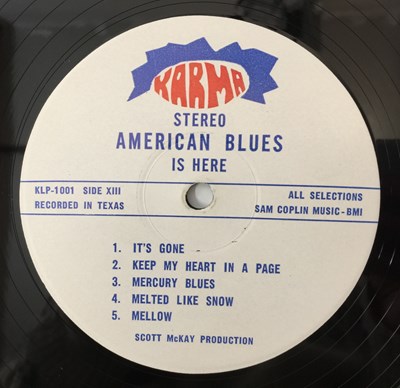 KARMA
STEREO
AMERICAN BLUES
IS HERE
KLP-1001 SIDE XIII
RECORDED IN TEXAS
ALL SELECTIONS
SAM COPLIN MUSIC-BMI
1. IT'S GONE
2. KEEP MY HEART IN A PAGE
3. MERCURY BLUES
4. MELTED LIKE SNOW
5. MELLOW
SCOTT McKAY PRODUCTION